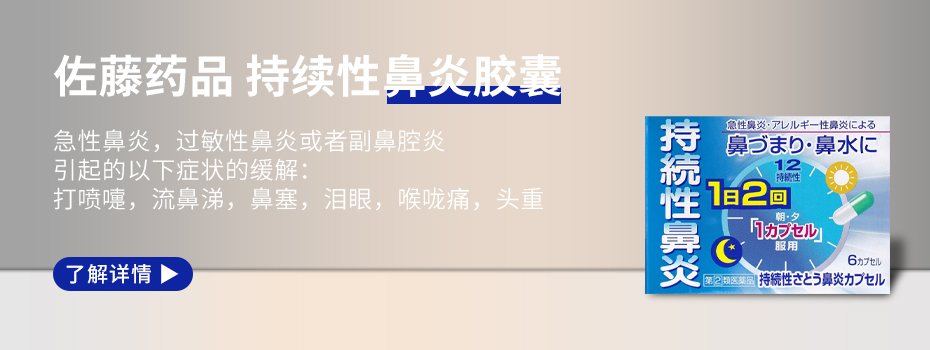 佐藤药品 持续性鼻炎胶囊
急性鼻炎，过敏性鼻炎或者副鼻腔炎
引起的以下症状的缓解：
打喷嚏，流鼻涕，鼻塞，泪眼，喉咙痛，头重
了解详情 ▶
持続性鼻炎
急性鼻炎・アレルギー性鼻炎による
鼻づまり・鼻水に
12
持続性
1日2回
朝・夕
「1カプセル」
服用
6カプセル
第②類医薬品 持続性さとう鼻炎カプセル